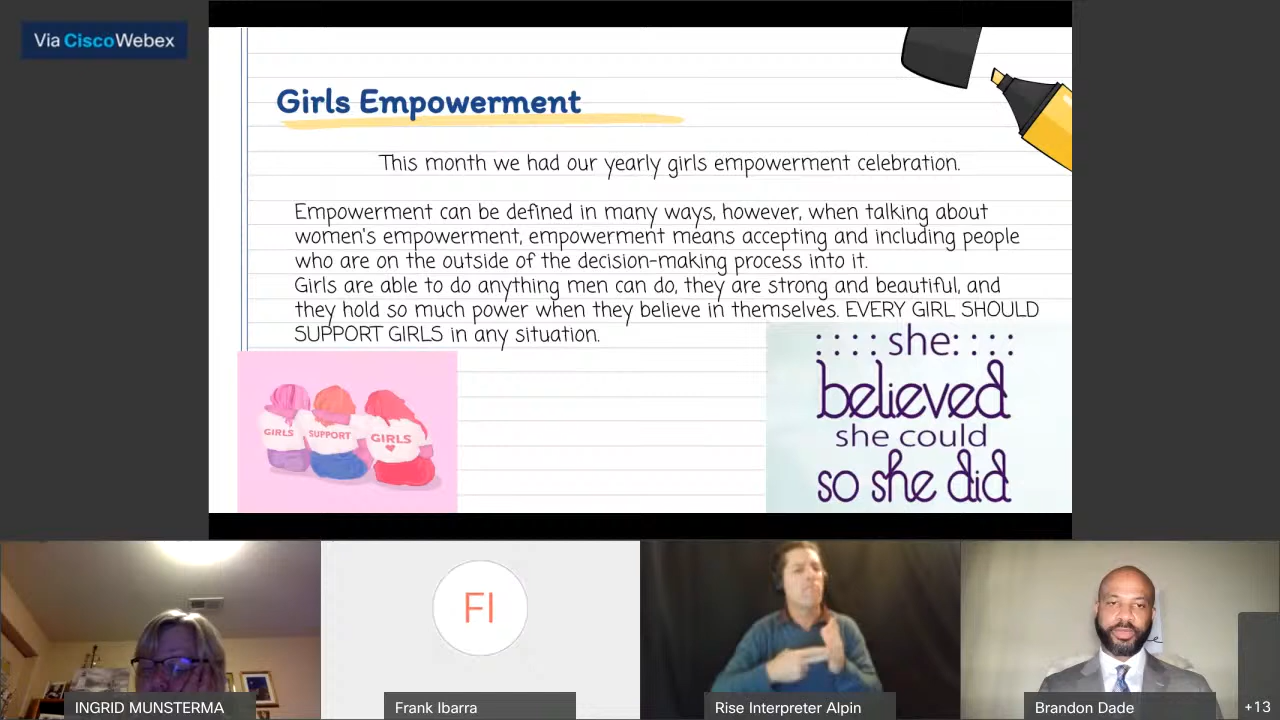 Via CiscoWebex
Girls Empowerment
This month we had our yearly girls empowerment celebration.
Empowerment can be defined in many ways, however, when talking about
women's empowerment, empowerment means accepting and including people
who are on the outside of the decision-making process into it.
Girls are able to do anything men can do, they are strong and beautiful, and
they hold so much power when they believe in themselves. EVERY GIRL SHOULD
SUPPORT GIRLS in any situation.
GIRLS SUPPORT GIRLS
: : : : she: : : :
believed
she could
so she did
FI
INGRID MUNSTERMA
Frank Ibarra
Rise Interpreter Alpin
Brandon Dade
+13